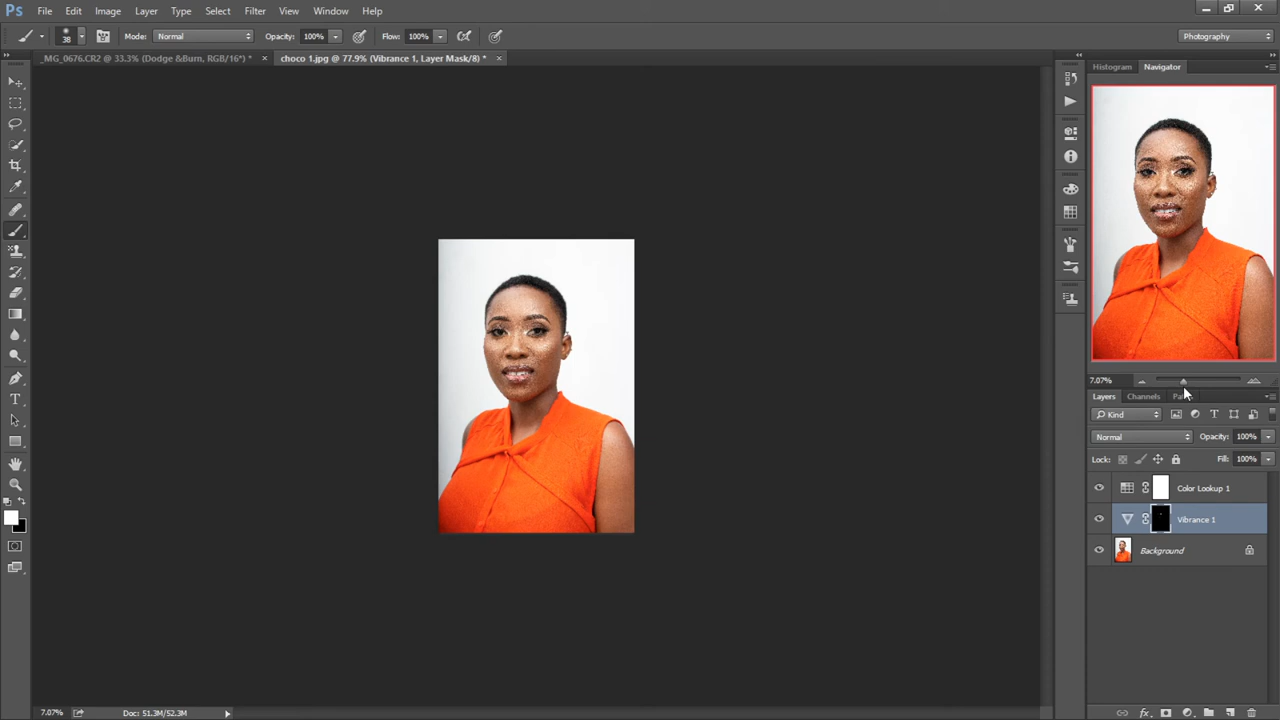 Ps File Edit Image Layer Type Select Filter View Window Help
38 Mode: Normal Opacity: 100% Flow: 100% Photography
_MG_0676.CR2 @ 33.3% (Dodge &Burn, RGB/16*) * × choco 1.jpg @ 77.9% (Vibrance 1, Layer Mask/8) * ×
Histogram Navigator
7.07%
Layers Channels
Kind
Normal Opacity: 100%
Lock: Fill: 100%
Color Lookup 1
Vibrance 1
Background
7.07% Doc: 51.3M/52.3M